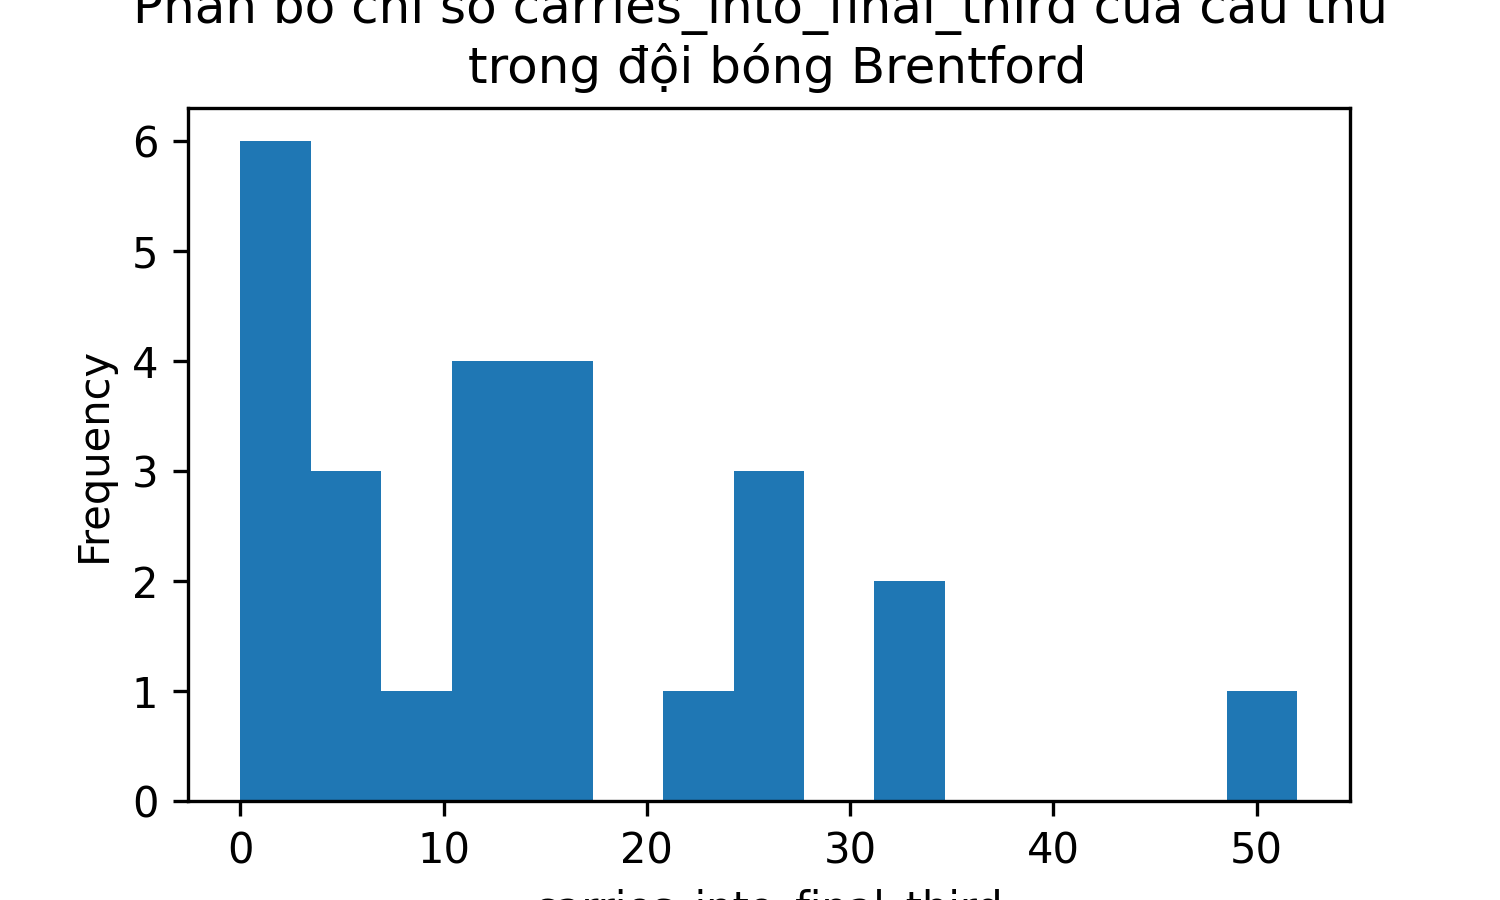 Phân bố chỉ số carries_into_final_third của cầu thủ
trong đội bóng Brentford
Frequency
6
5
4
3
2
1
0
0 10 20 30 40 50
carries_into_final_third